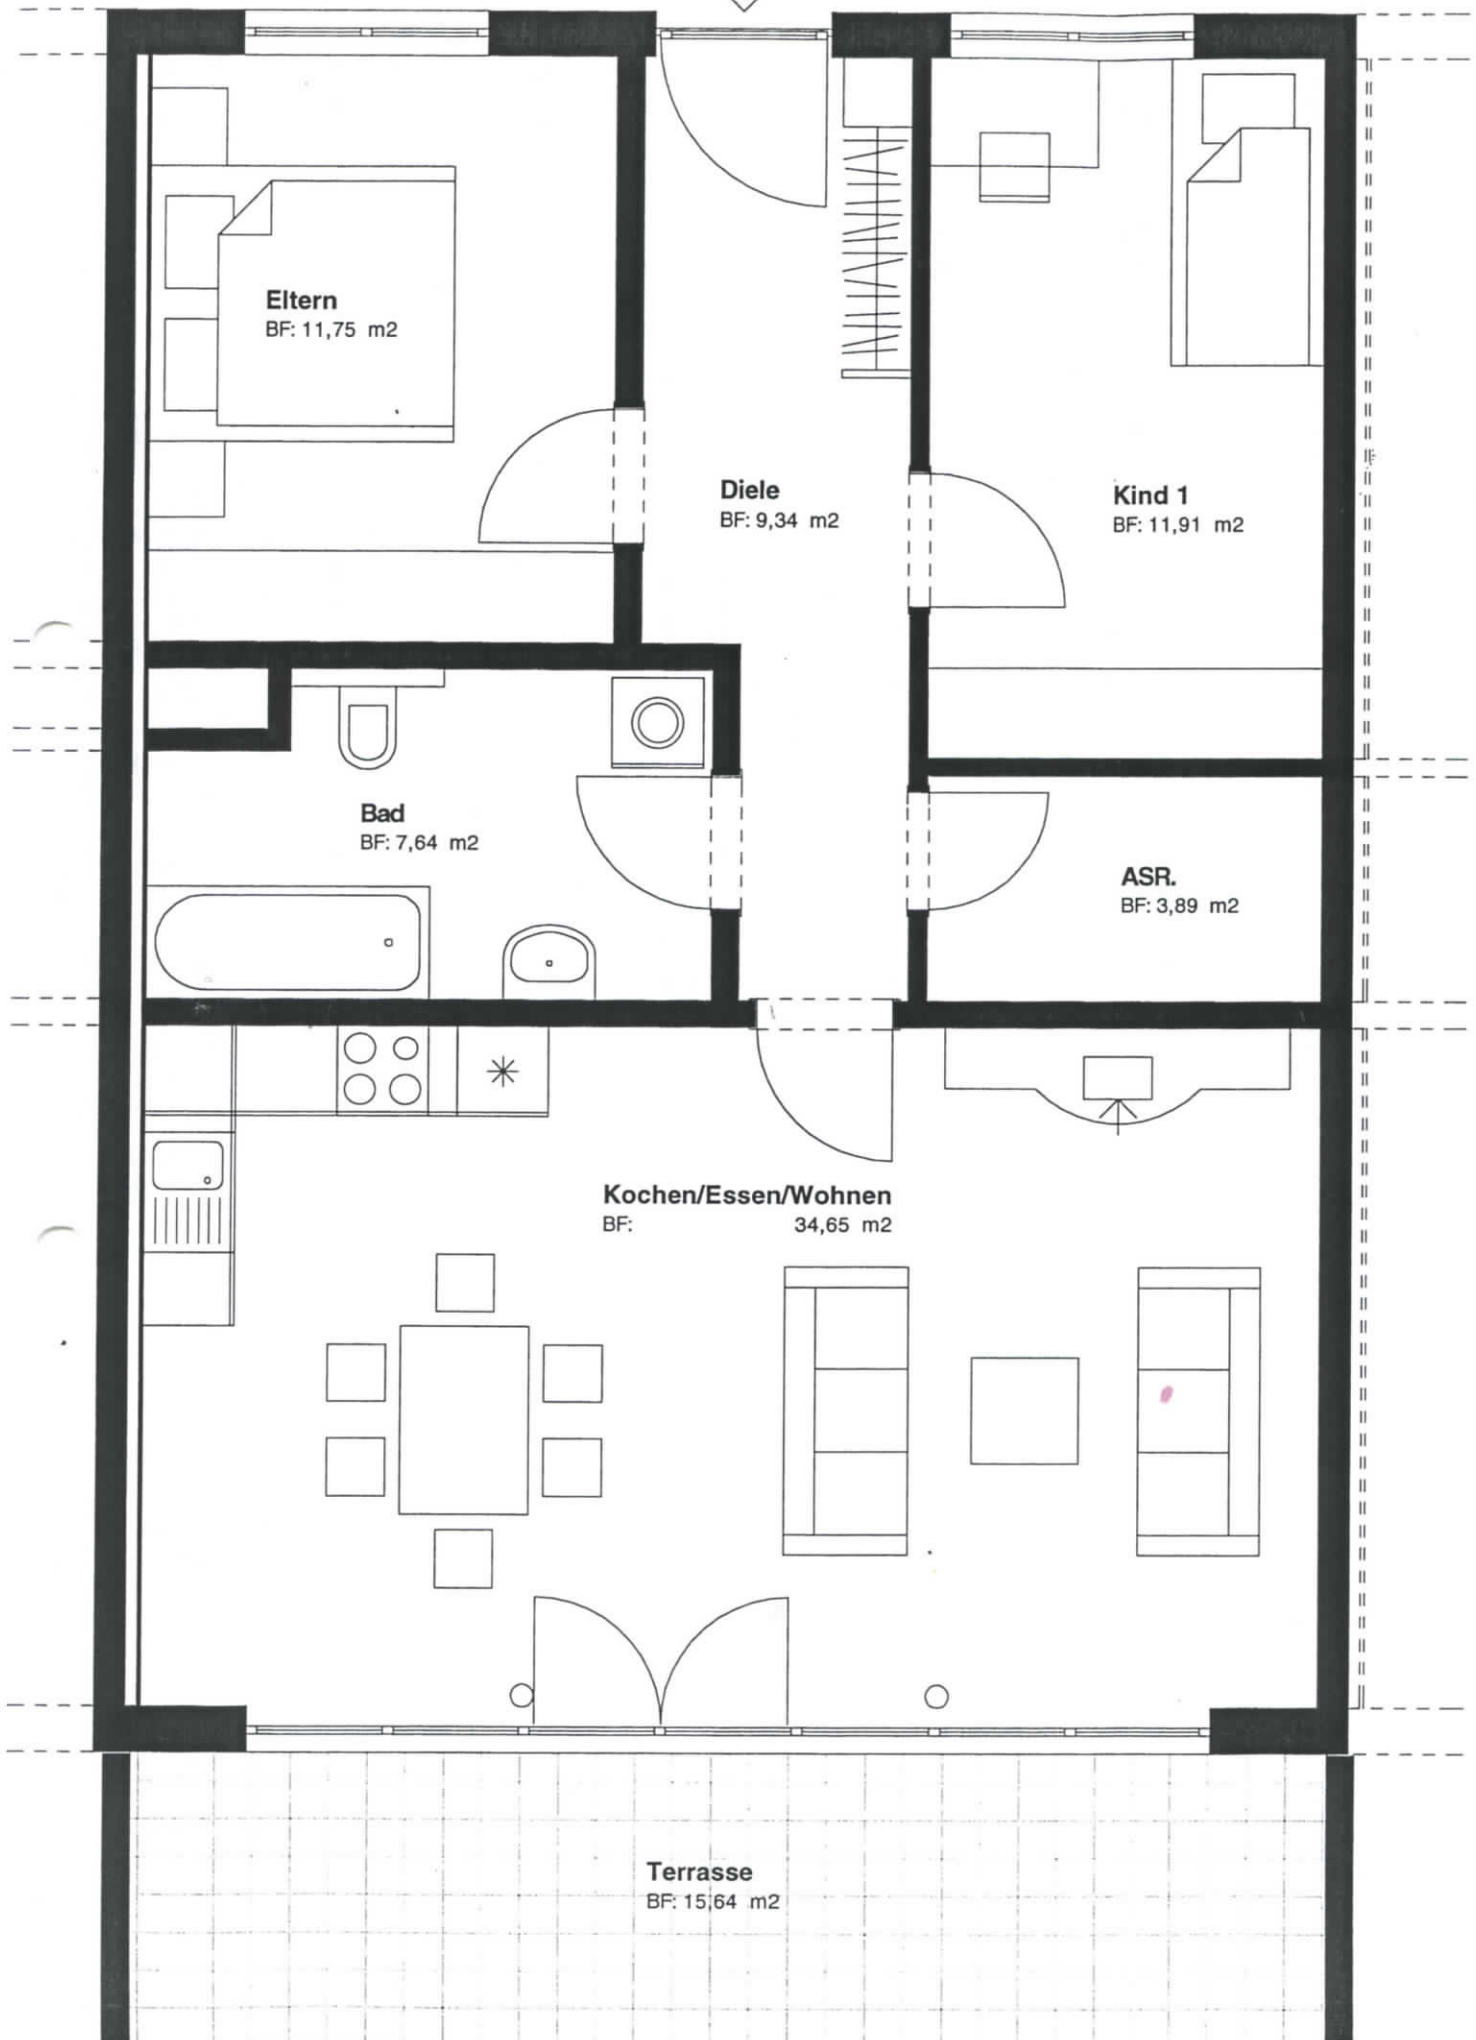 Eltern
BF: 11,75 m2
Diele
BF: 9,34 m2
Kind 1
BF: 11,91 m2
Bad
BF: 7,64 m2
ASR.
BF: 3,89 m2
Kochen/Essen/Wohnen
BF: 34,65 m2
Terrasse
BF: 15,64 m2